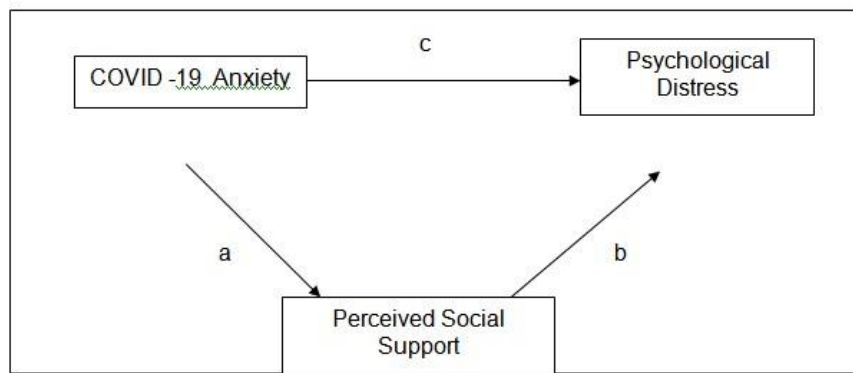 c
COVID -19 Anxiety
Psychological
Distress
a
b
Perceived Social
Support